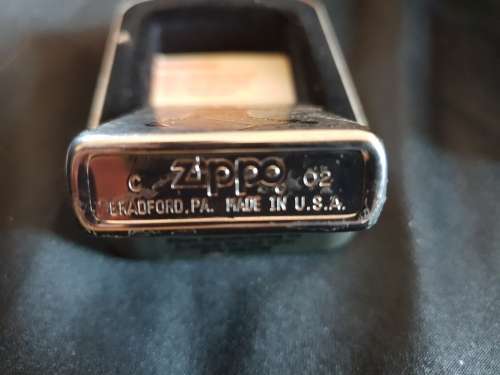 C Zippo 02
BRADFORD, PA. MADE IN U.S.A.